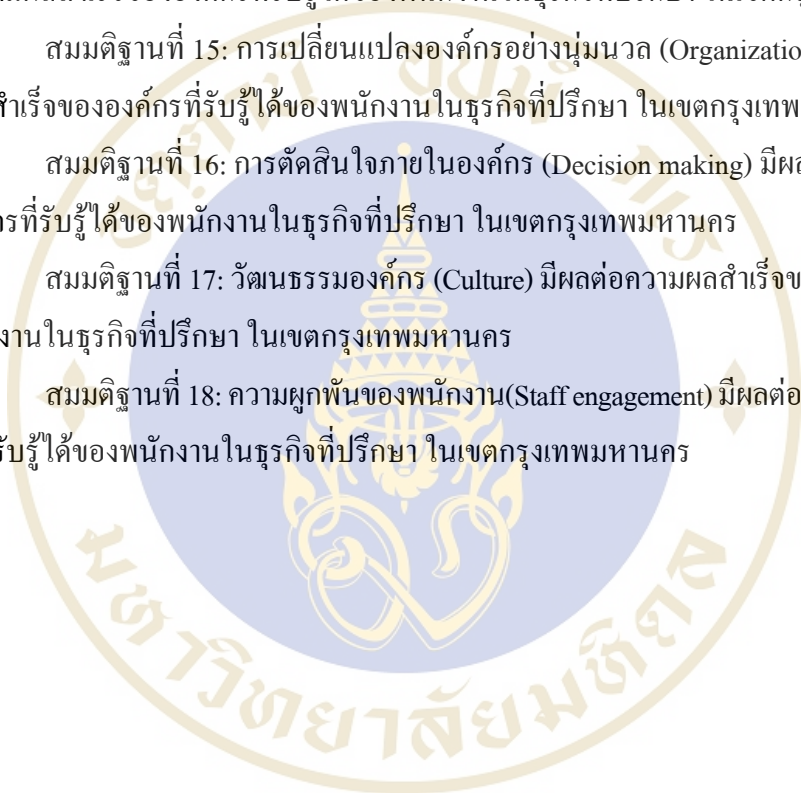 สมมติฐานที่ 15: การเปลี่ยนแปลงองค์กรอย่างนุ่มนวล (Organizatio
สำเร็จขององค์กรที่รับรู้ได้ของพนักงานในธุรกิจที่ปรึกษา ในเขตกรุงเทพ
สมมติฐานที่ 16: การตัดสินใจภายในองค์กร (Decision making) มีผล
กรที่รับรู้ได้ของพนักงานในธุรกิจที่ปรึกษา ในเขตกรุงเทพมหานคร
สมมติฐานที่ 17: วัฒนธรรมองค์กร (Culture) มีผลต่อความผลสำเร็จข
งานในธุรกิจที่ปรึกษา ในเขตกรุงเทพมหานคร
สมมติฐานที่ 18: ความผูกพันของพนักงาน(Staff engagement) มีผลต่อ
รับรู้ได้ของพนักงานในธุรกิจที่ปรึกษา ในเขตกรุงเทพมหานคร
มหาวิทยาลัยมหิดล